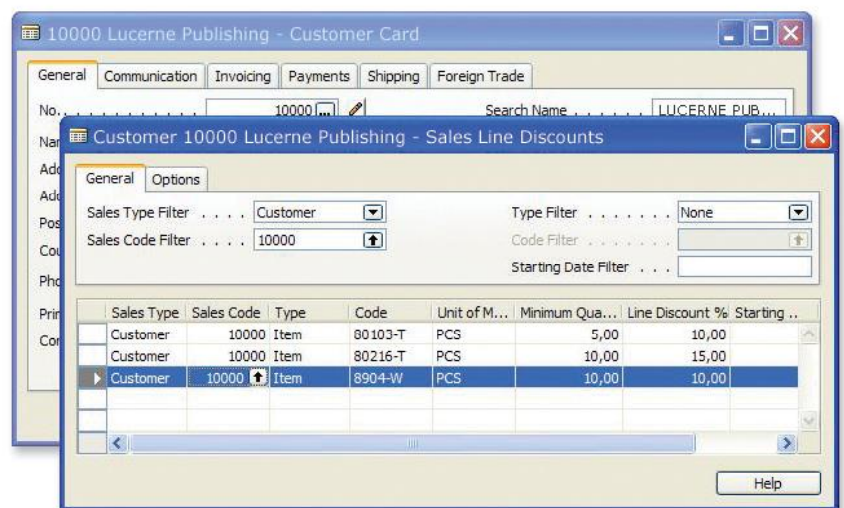 10000 Lucerne Publishing - Customer Card
General Communication Invoicing Payments Shipping Foreign Trade
No. . . . . . . . . . . . 10000 ... Search Name . . . . . . LUCERNE PUB...
Customer 10000 Lucerne Publishing - Sales Line Discounts
General Options
Sales Type Filter . . . . Customer Type Filter . . . . . . . None
Sales Code Filter . . . . 10000 Code Filter . . . . . . .
Starting Date Filter . . .
Sales Type Sales Code Type Code Unit of M... Minimum Qua... Line Discount % Starting ..
Customer 10000 Item 80103-T PCS 5,00 10,00
Customer 10000 Item 80216-T PCS 10,00 15,00
Customer 10000 Item 8904-W PCS 10,00 10,00
Help